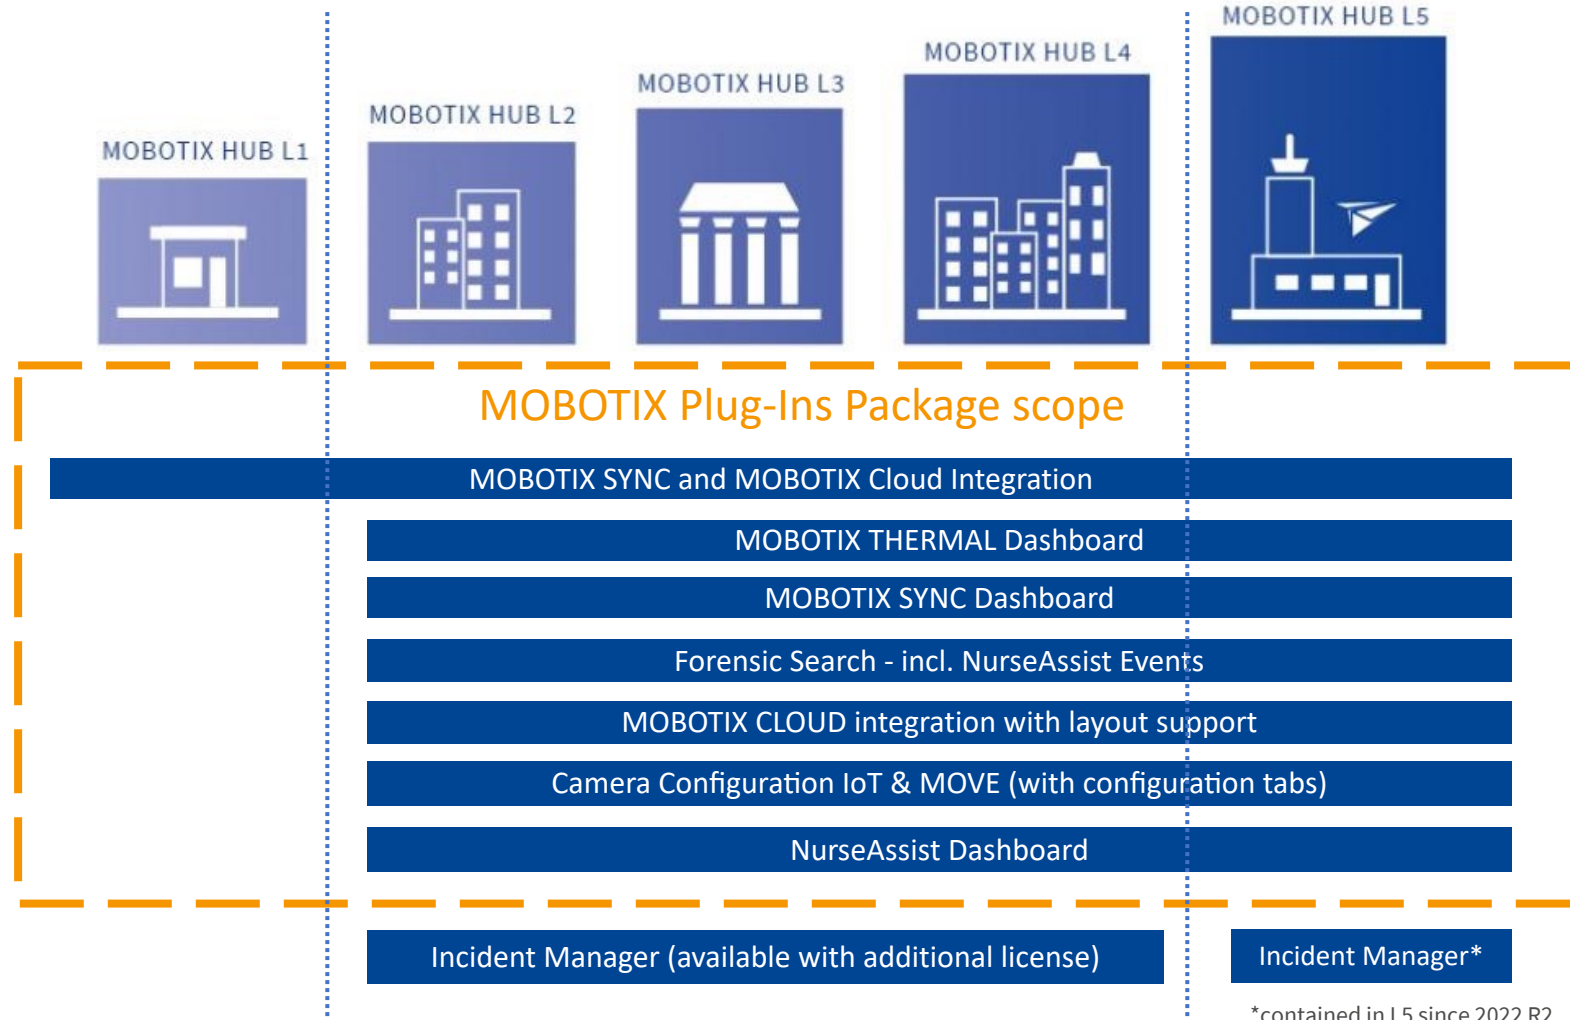 MOBOTIX HUB L1
MOBOTIX HUB L2
MOBOTIX HUB L3
MOBOTIX HUB L4
MOBOTIX HUB L5
MOBOTIX Plug-Ins Package scope
MOBOTIX SYNC and MOBOTIX Cloud Integration
MOBOTIX THERMAL Dashboard
MOBOTIX SYNC Dashboard
Forensic Search - incl. NurseAssist Events
MOBOTIX CLOUD integration with layout support
Camera Configuration IoT & MOVE (with configuration tabs)
NurseAssist Dashboard
Incident Manager (available with additional license)
Incident Manager*
*contained in L5 since 2022 R2